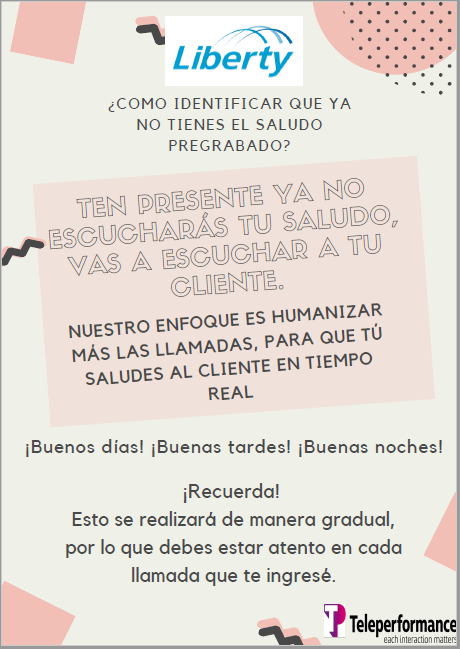 Liberty
¿COMO IDENTIFICAR QUE YA
NO TIENES EL SALUDO
PREGRABADO?
TEN PRESENTE YA NO
ESCUCHARÁS TU SALUDO,
VAS A ESCUCHAR A TU
CLIENTE.
NUESTRO ENFOQUE ES HUMANIZAR
MÁS LAS LLAMADAS, PARA QUE TÚ
SALUDES AL CLIENTE EN TIEMPO
REAL
¡Buenos días! ¡Buenas tardes! ¡Buenas noches!
¡Recuerda!
Esto se realizará de manera gradual,
por lo que debes estar atento en cada
llamada que te ingresé.
TP Teleperformance
each interaction matters